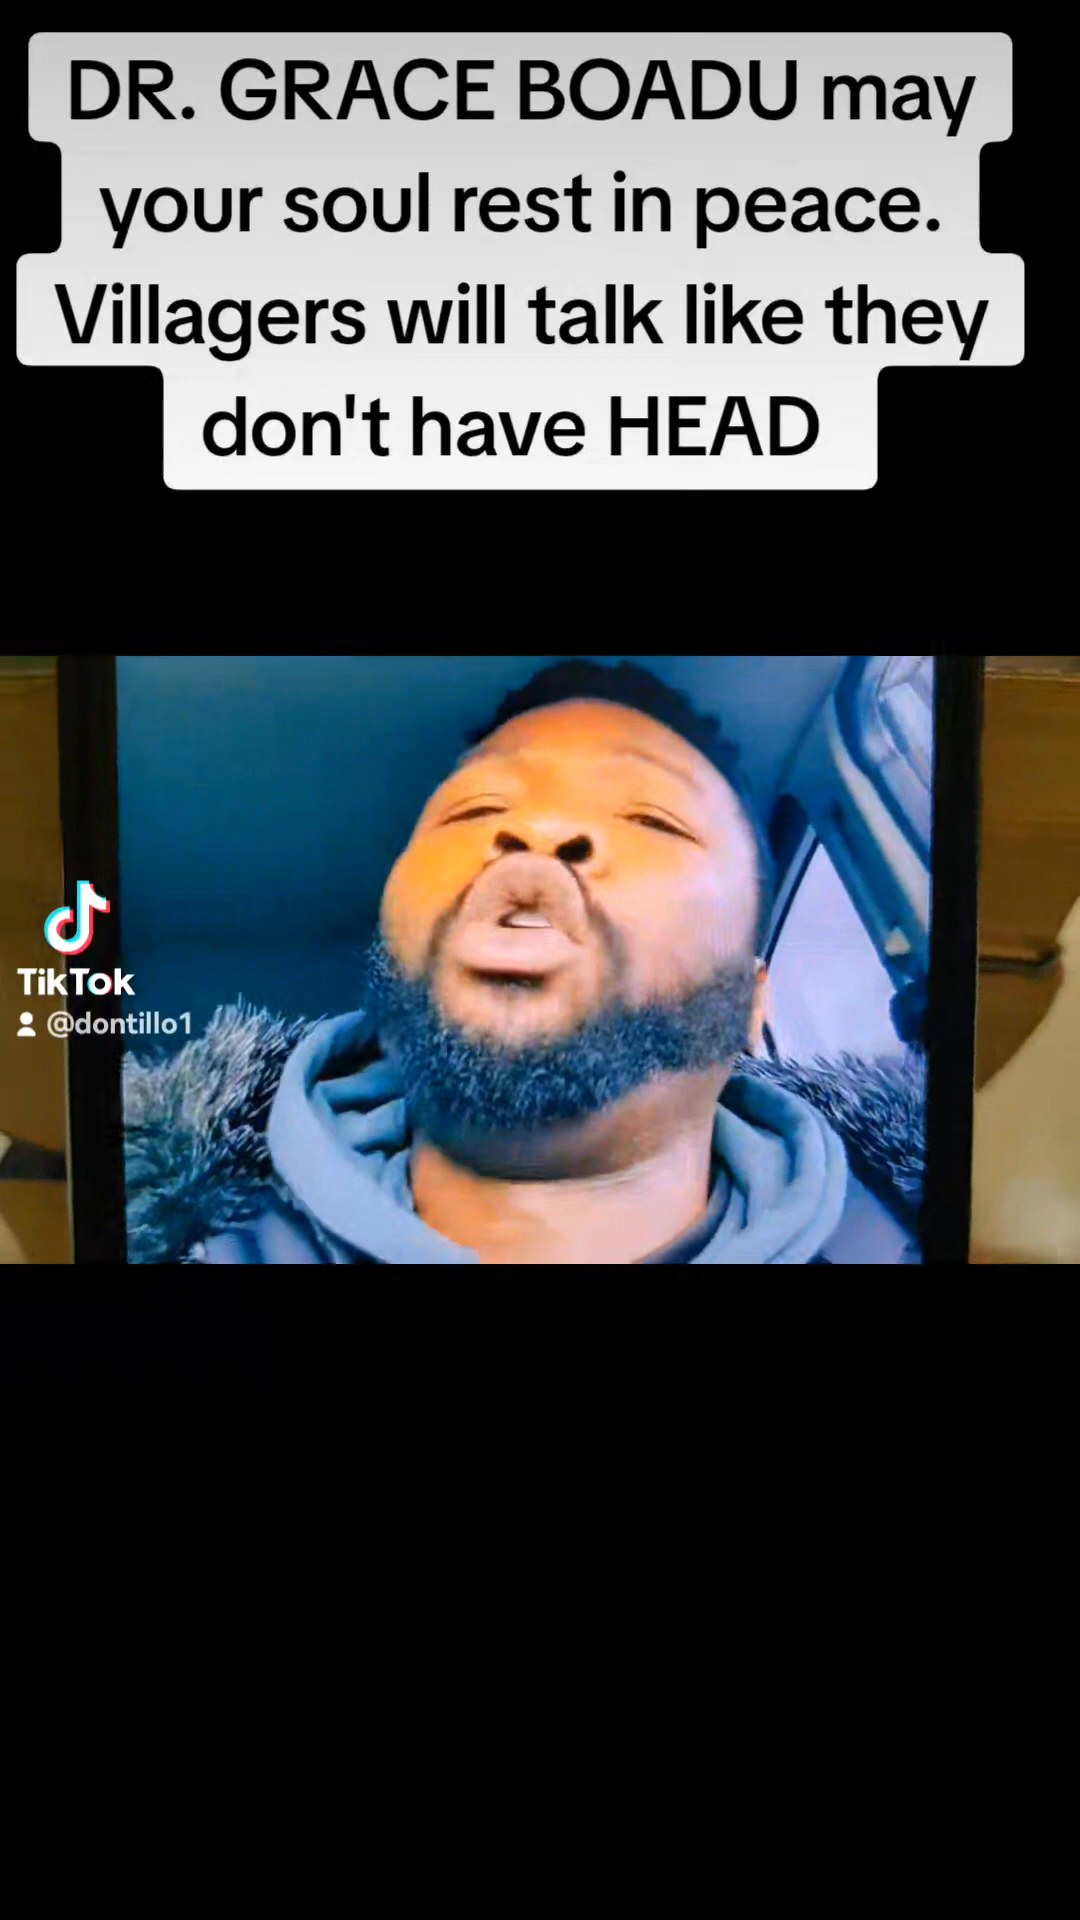 DR. GRACE BOADU may
your soul rest in peace.
Villagers will talk like they
don't have HEAD
TikTok
@dontillo1